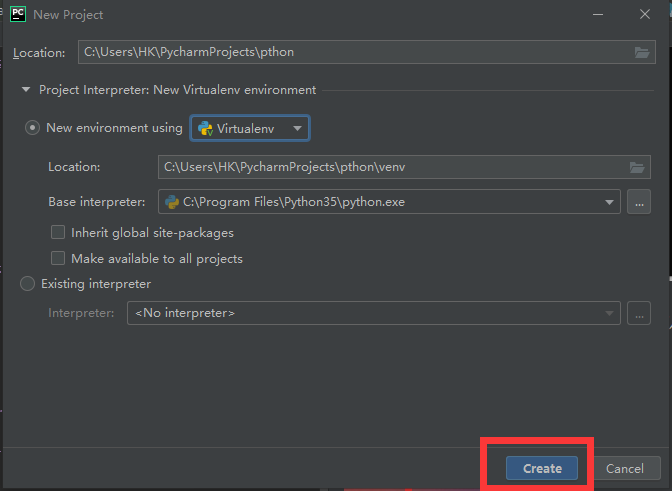 PC New Project
Location: C:\Users\HK\PycharmProjects\pthon
Project Interpreter: New Virtualenv environment
New environment using Virtualenv
Location: C:\Users\HK\PycharmProjects\pthon\venv
Base interpreter: C:\Program Files\Python35\python.exe ...
Inherit global site-packages
Make available to all projects
Existing interpreter
Interpreter: <No interpreter> ...
Create Cancel